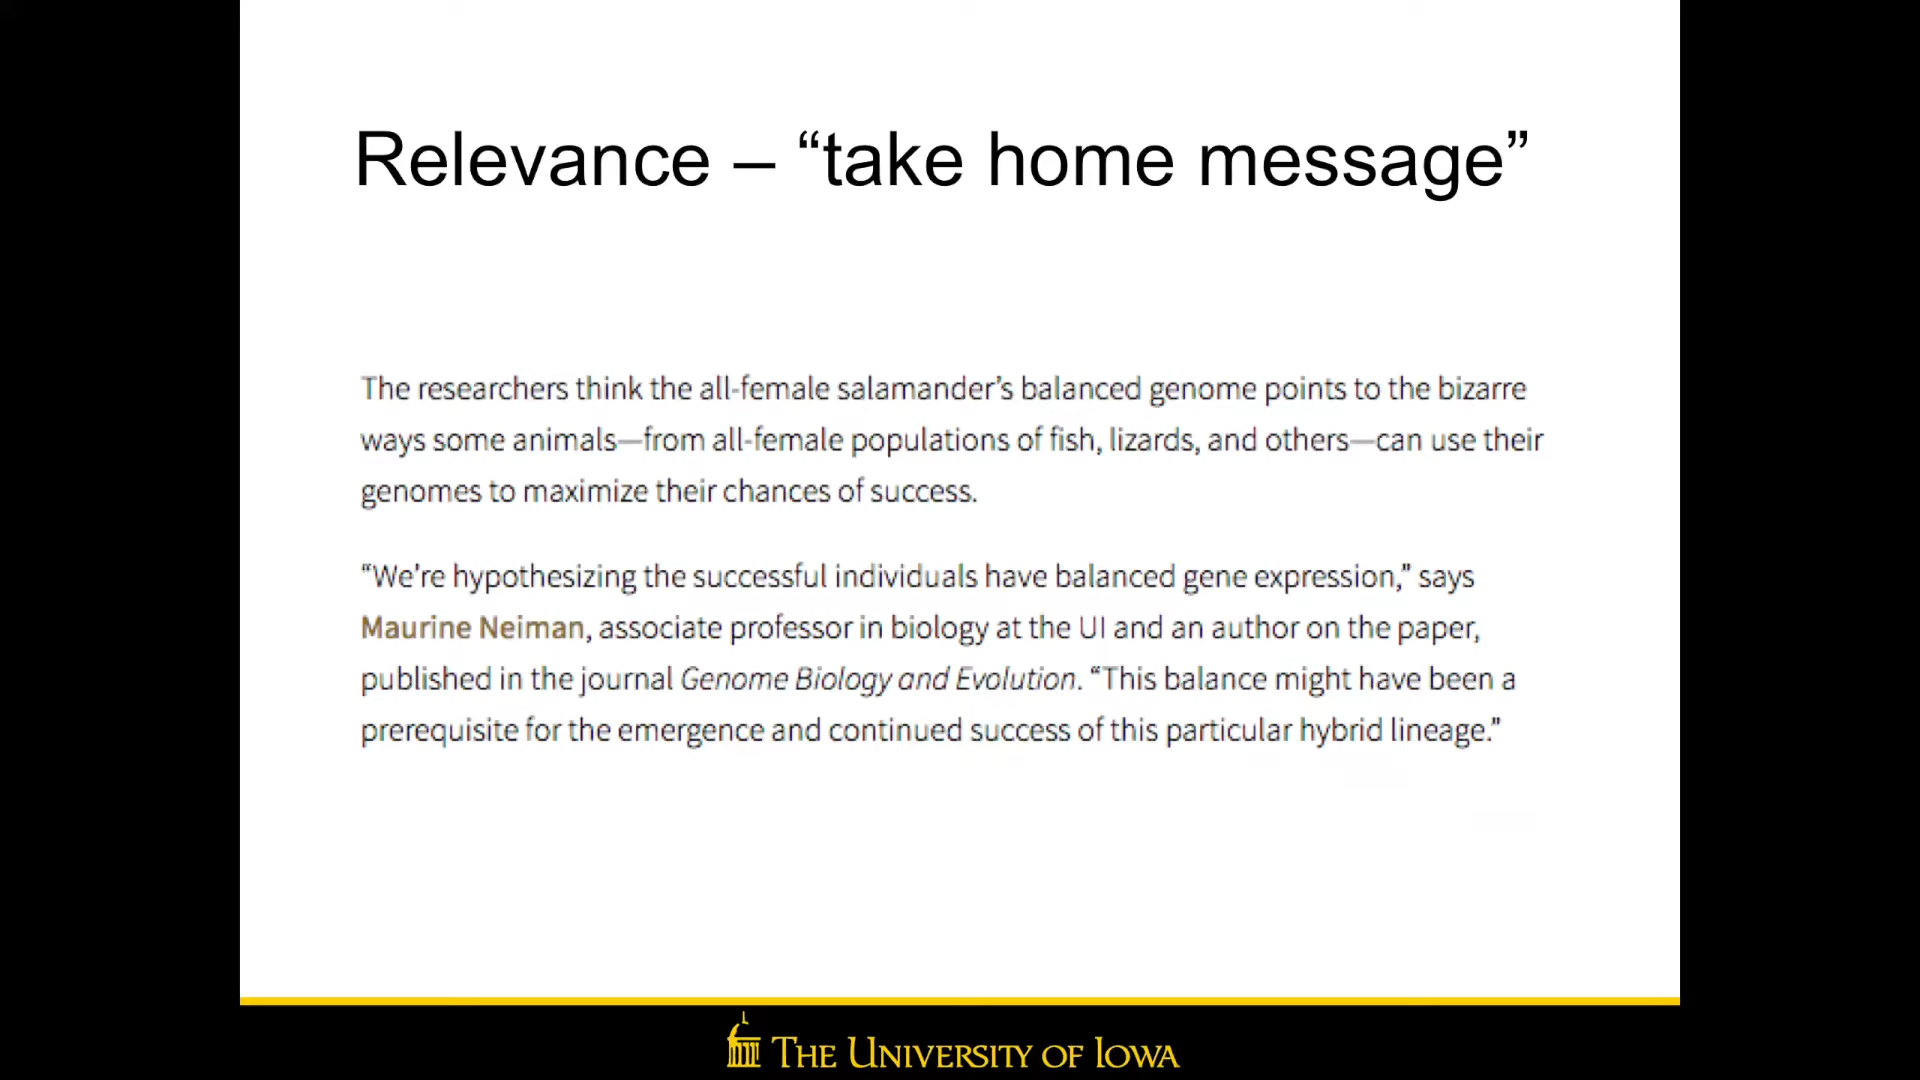 Relevance – “take home message”
The researchers think the all-female salamander’s balanced genome points to the bizarre
ways some animals—from all-female populations of fish, lizards, and others—can use their
genomes to maximize their chances of success.
“We’re hypothesizing the successful individuals have balanced gene expression,” says
Maurine Neiman, associate professor in biology at the UI and an author on the paper,
published in the journal Genome Biology and Evolution. “This balance might have been a
prerequisite for the emergence and continued success of this particular hybrid lineage.”
THE UNIVERSITY OF IOWA